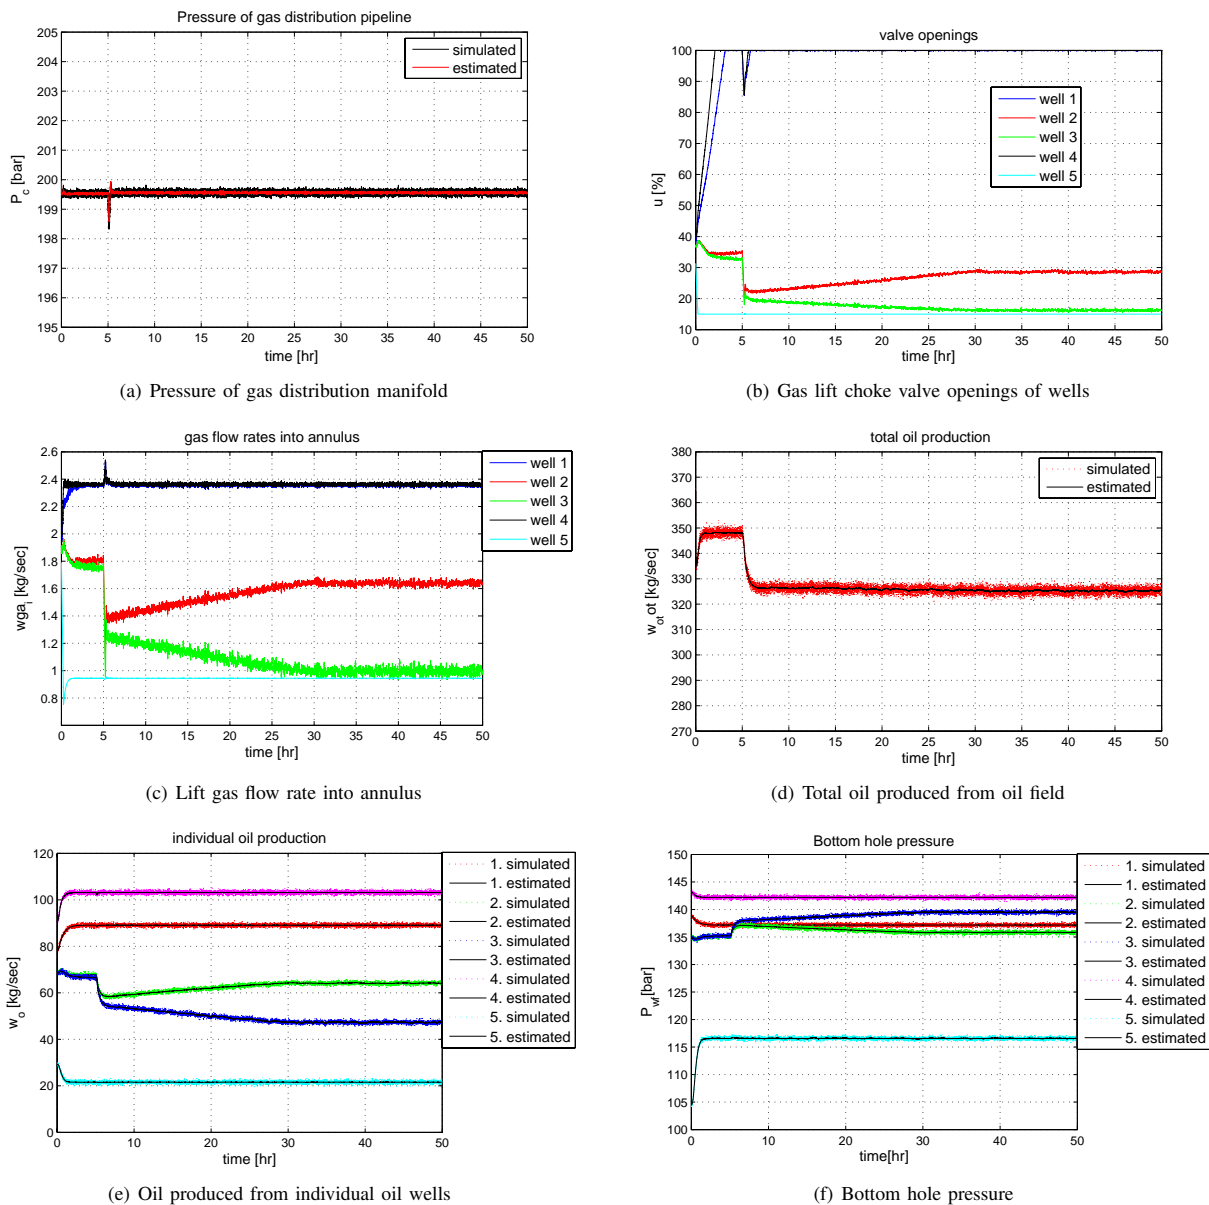 Pressure of gas distribution pipeline
205
204
203
202
201
200
199
198
197
196
195
P_c [bar]
simulated
estimated
0 5 10 15 20 25 30 35 40 45 50
time [hr]
(a) Pressure of gas distribution manifold
valve openings
100
90
80
70
60
50
40
30
20
10
u [%]
well 1
well 2
well 3
well 4
well 5
0 5 10 15 20 25 30 35 40 45 50
time [hr]
(b) Gas lift choke valve openings of wells
gas flow rates into annulus
2.6
2.4
2.2
2
1.8
1.6
1.4
1.2
1
0.8
wga_i [kg/sec]
well 1
well 2
well 3
well 4
well 5
0 5 10 15 20 25 30 35 40 45 50
time [hr]
(c) Lift gas flow rate into annulus
total oil production
380
370
360
350
340
330
320
310
300
290
280
270
w_ot [kg/sec]
simulated
estimated
0 5 10 15 20 25 30 35 40 45 50
time [hr]
(d) Total oil produced from oil field
individual oil production
120
100
80
60
40
20
0
w_o [kg/sec]
1. simulated
1. estimated
2. simulated
2. estimated
3. simulated
3. estimated
4. simulated
4. estimated
5. simulated
5. estimated
0 10 20 30 40 50
time [hr]
(e) Oil produced from individual oil wells
Bottom hole pressure
150
145
140
135
130
125
120
115
110
105
100
P_wf [bar]
1. simulated
1. estimated
2. simulated
2. estimated
3. simulated
3. estimated
4. simulated
4. estimated
5. simulated
5. estimated
0 10 20 30 40 50
time[hr]
(f) Bottom hole pressure